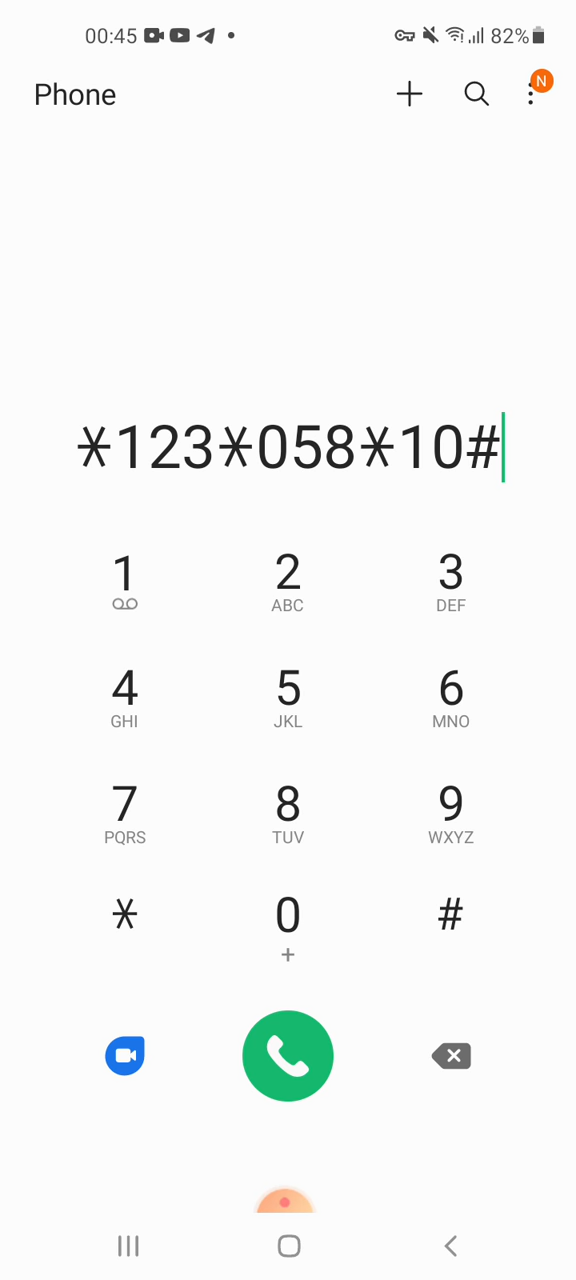 00:45 82%
Phone
N
*123*058*10#
1 2 3
ABC DEF
4 5 6
GHI JKL MNO
7 8 9
PQRS TUV WXYZ
* 0 #
+